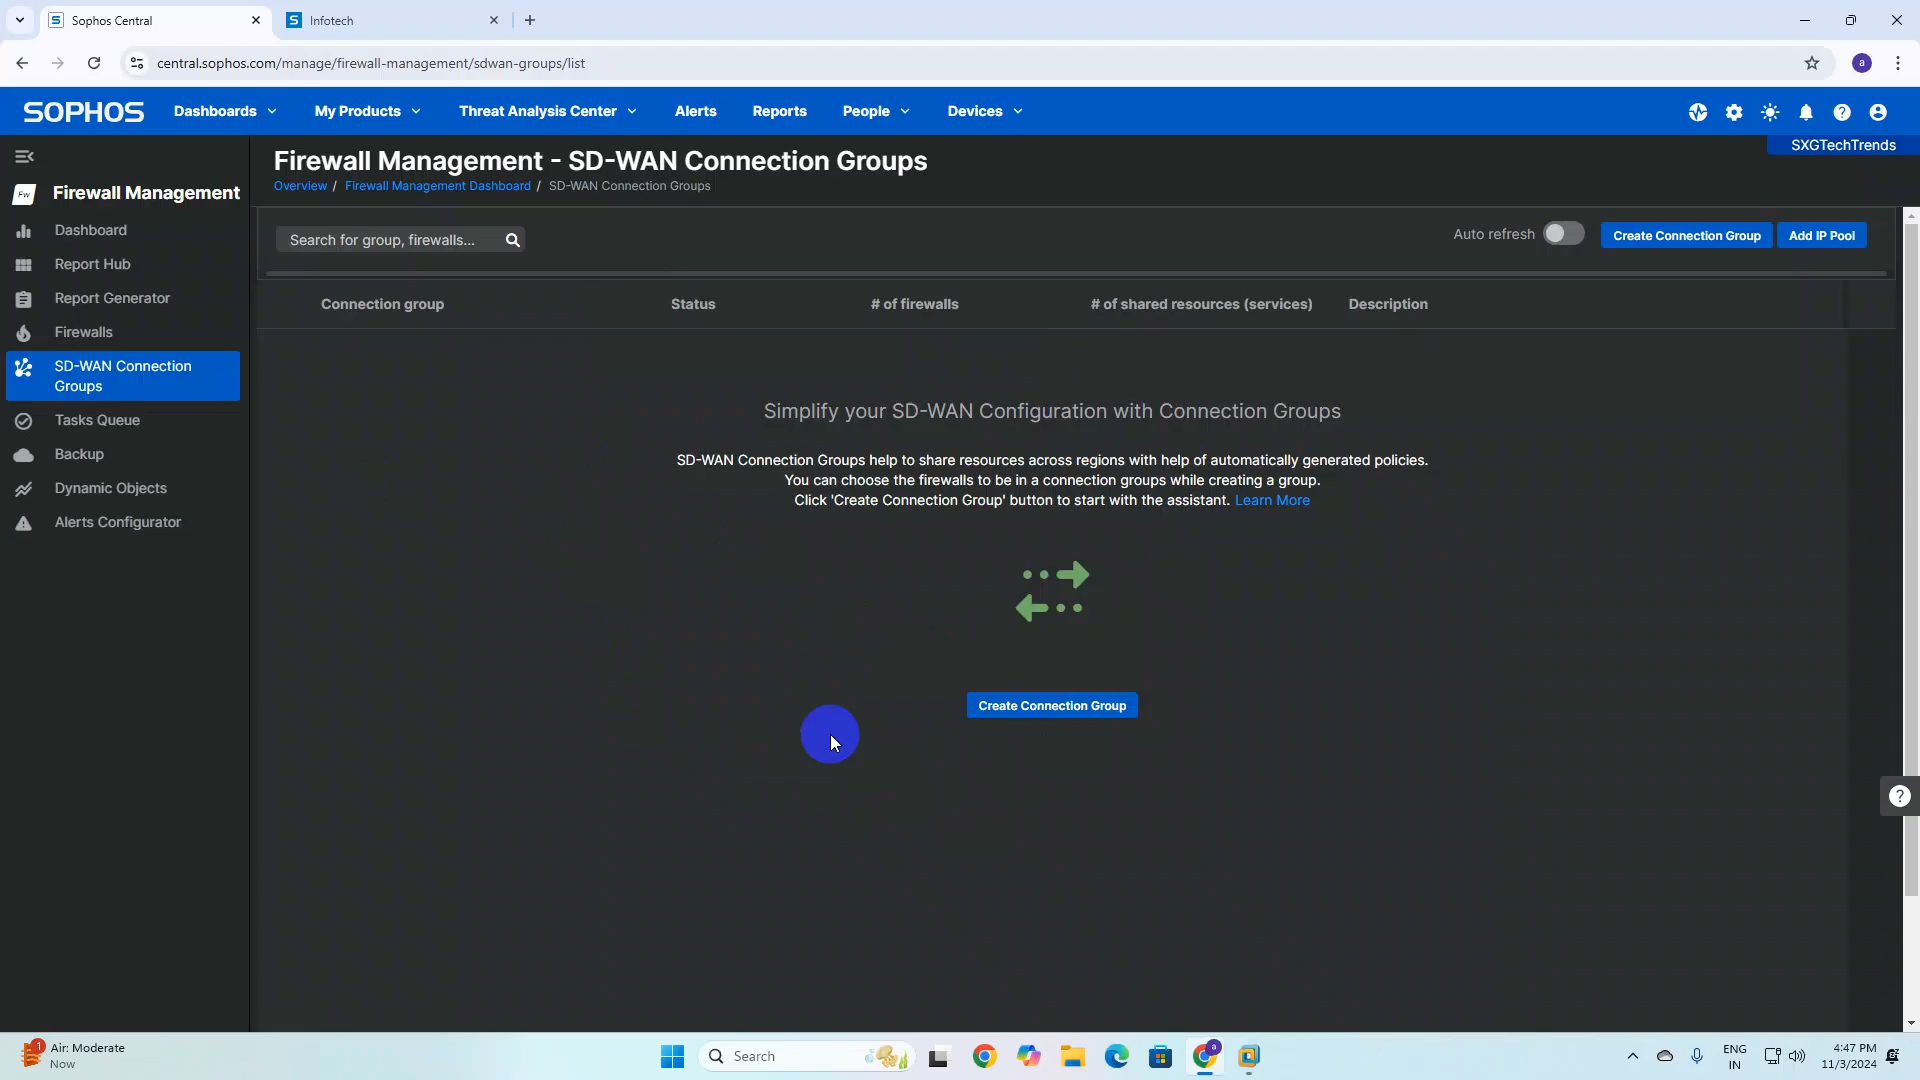 Sophos Central
Infotech
central.sophos.com/manage/firewall-management/sdwan-groups/list
a
SOPHOS
Dashboards
My Products
Threat Analysis Center
Alerts
Reports
People
Devices
SXGTechTrends
Fw
Firewall Management
Dashboard
Report Hub
Report Generator
Firewalls
SD-WAN Connection
Groups
Tasks Queue
Backup
Dynamic Objects
Alerts Configurator
Firewall Management - SD-WAN Connection Groups
Overview / Firewall Management Dashboard / SD-WAN Connection Groups
Search for group, firewalls...
Auto refresh
Create Connection Group
Add IP Pool
Connection group
Status
# of firewalls
# of shared resources (services)
Description
Simplify your SD-WAN Configuration with Connection Groups
SD-WAN Connection Groups help to share resources across regions with help of automatically generated policies.
You can choose the firewalls to be in a connection groups while creating a group.
Click 'Create Connection Group' button to start with the assistant. Learn More
Create Connection Group
1
Air: Moderate
Now
Search
a
ENG
IN
4:47 PM
11/3/2024